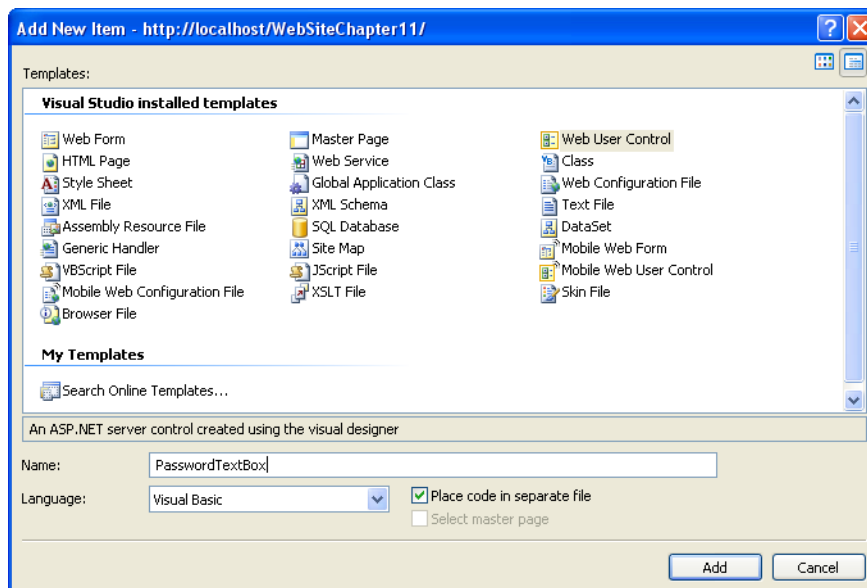 Add New Item - http://localhost/WebSiteChapter11/
Templates:
Visual Studio installed templates
Web Form Master Page Web User Control
HTML Page Web Service Class
Style Sheet Global Application Class Web Configuration File
XML File XML Schema Text File
Assembly Resource File SQL Database DataSet
Generic Handler Site Map Mobile Web Form
VBScript File JScript File Mobile Web User Control
Mobile Web Configuration File XSLT File Skin File
Browser File
My Templates
Search Online Templates...
An ASP.NET server control created using the visual designer
Name: PasswordTextBox
Language: Visual Basic Place code in separate file
Select master page
Add Cancel